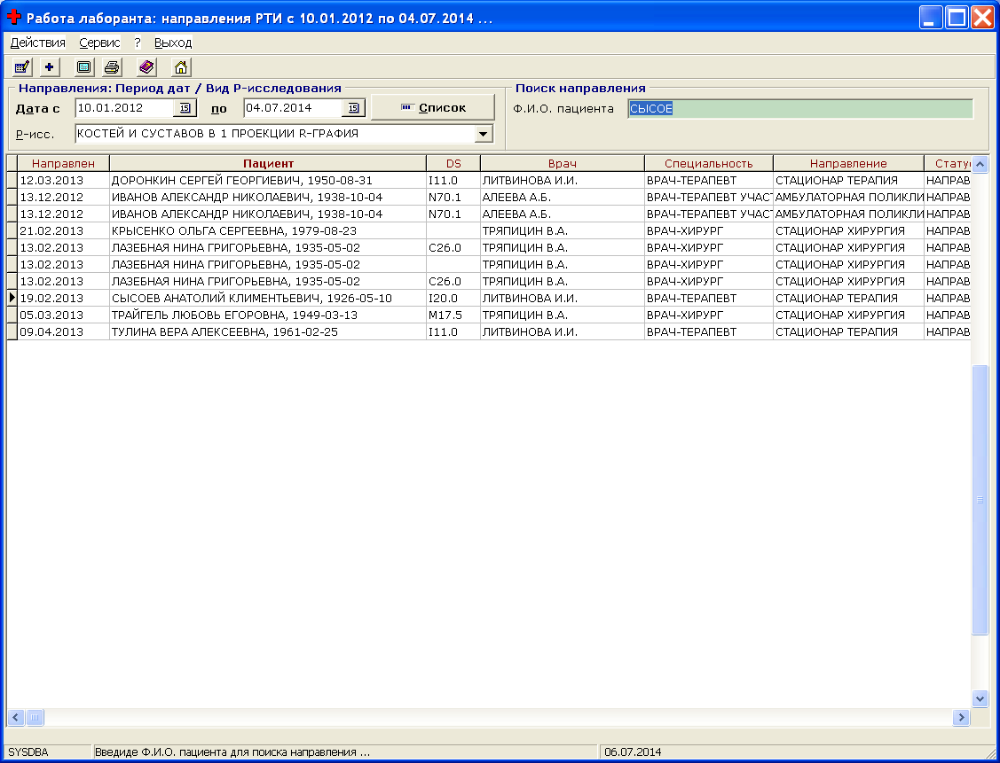 Работа лаборанта: направления РТИ с 10.01.2012 по 04.07.2014 ...
Действия Сервис ? Выход
Направления: Период дат / Вид Р-исследования
Поиск направления
Дата с 10.01.2012 15 по 04.07.2014 15 Список
Ф.И.О. пациента СЫСОЕ
Р-исс. КОСТЕЙ И СУСТАВОВ В 1 ПРОЕКЦИИ R-ГРАФИЯ
Направлен Пациент DS Врач Специальность Направление Стату
12.03.2013 ДОРОНКИН СЕРГЕЙ ГЕОРГИЕВИЧ, 1950-08-31 I11.0 ЛИТВИНОВА И.И. ВРАЧ-ТЕРАПЕВТ СТАЦИОНАР ТЕРАПИЯ НАПРАВ
13.12.2012 ИВАНОВ АЛЕКСАНДР НИКОЛАЕВИЧ, 1938-10-04 N70.1 АЛЕЕВА А.Б. ВРАЧ-ТЕРАПЕВТ УЧАСТ АМБУЛАТОРНАЯ ПОЛИКЛИ НАПРАВ
13.12.2012 ИВАНОВ АЛЕКСАНДР НИКОЛАЕВИЧ, 1938-10-04 N70.1 АЛЕЕВА А.Б. ВРАЧ-ТЕРАПЕВТ УЧАСТ АМБУЛАТОРНАЯ ПОЛИКЛИ НАПРАВ
21.02.2013 КРЫСЕНКО ОЛЬГА СЕРГЕЕВНА, 1979-08-23 ТРЯПИЦИН В.А. ВРАЧ-ХИРУРГ СТАЦИОНАР ХИРУРГИЯ НАПРАВ
13.02.2013 ЛАЗЕБНАЯ НИНА ГРИГОРЬЕВНА, 1935-05-02 C26.0 ТРЯПИЦИН В.А. ВРАЧ-ХИРУРГ СТАЦИОНАР ХИРУРГИЯ НАПРАВ
13.02.2013 ЛАЗЕБНАЯ НИНА ГРИГОРЬЕВНА, 1935-05-02 ТРЯПИЦИН В.А. ВРАЧ-ХИРУРГ СТАЦИОНАР ХИРУРГИЯ НАПРАВ
13.02.2013 ЛАЗЕБНАЯ НИНА ГРИГОРЬЕВНА, 1935-05-02 C26.0 ТРЯПИЦИН В.А. ВРАЧ-ХИРУРГ СТАЦИОНАР ХИРУРГИЯ НАПРАВ
19.02.2013 СЫСОЕВ АНАТОЛИЙ КЛИМЕНТЬЕВИЧ, 1926-05-10 I20.0 ЛИТВИНОВА И.И. ВРАЧ-ТЕРАПЕВТ СТАЦИОНАР ТЕРАПИЯ НАПРАВ
05.03.2013 ТРАЙГЕЛЬ ЛЮБОВЬ ЕГОРОВНА, 1949-03-13 M17.5 ТРЯПИЦИН В.А. ВРАЧ-ХИРУРГ СТАЦИОНАР ХИРУРГИЯ НАПРАВ
09.04.2013 ТУЛИНА ВЕРА АЛЕКСЕЕВНА, 1961-02-25 I11.0 ЛИТВИНОВА И.И. ВРАЧ-ТЕРАПЕВТ СТАЦИОНАР ТЕРАПИЯ НАПРАВ
SYSDBA Введиде Ф.И.О. пациента для поиска направления ... 06.07.2014